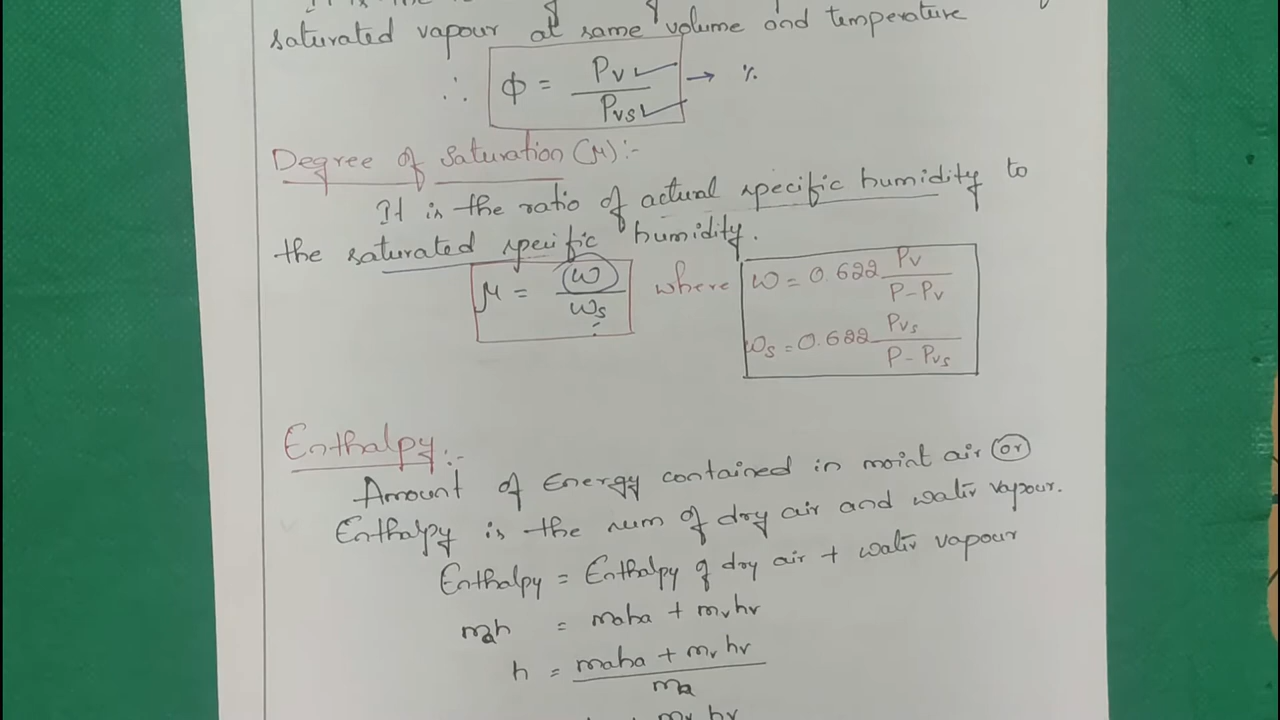 saturated vapour at same volume and temperature
∴ φ = Pv / Pvs → %
Degree of Saturation (μ):-
It is the ratio of actual specific humidity to
the saturated specific humidity.
μ = ω / ωs where ω = 0.622 Pv / P-Pv
ωs = 0.622 Pvs / P-Pvs
Enthalpy:-
Amount of Energy contained in moist air or
Enthalpy is the sum of dry air and water vapour.
Enthalpy = Enthalpy of dry air + water vapour
mah = maha + mvhv
h = maha + mvhv / ma
mv hv